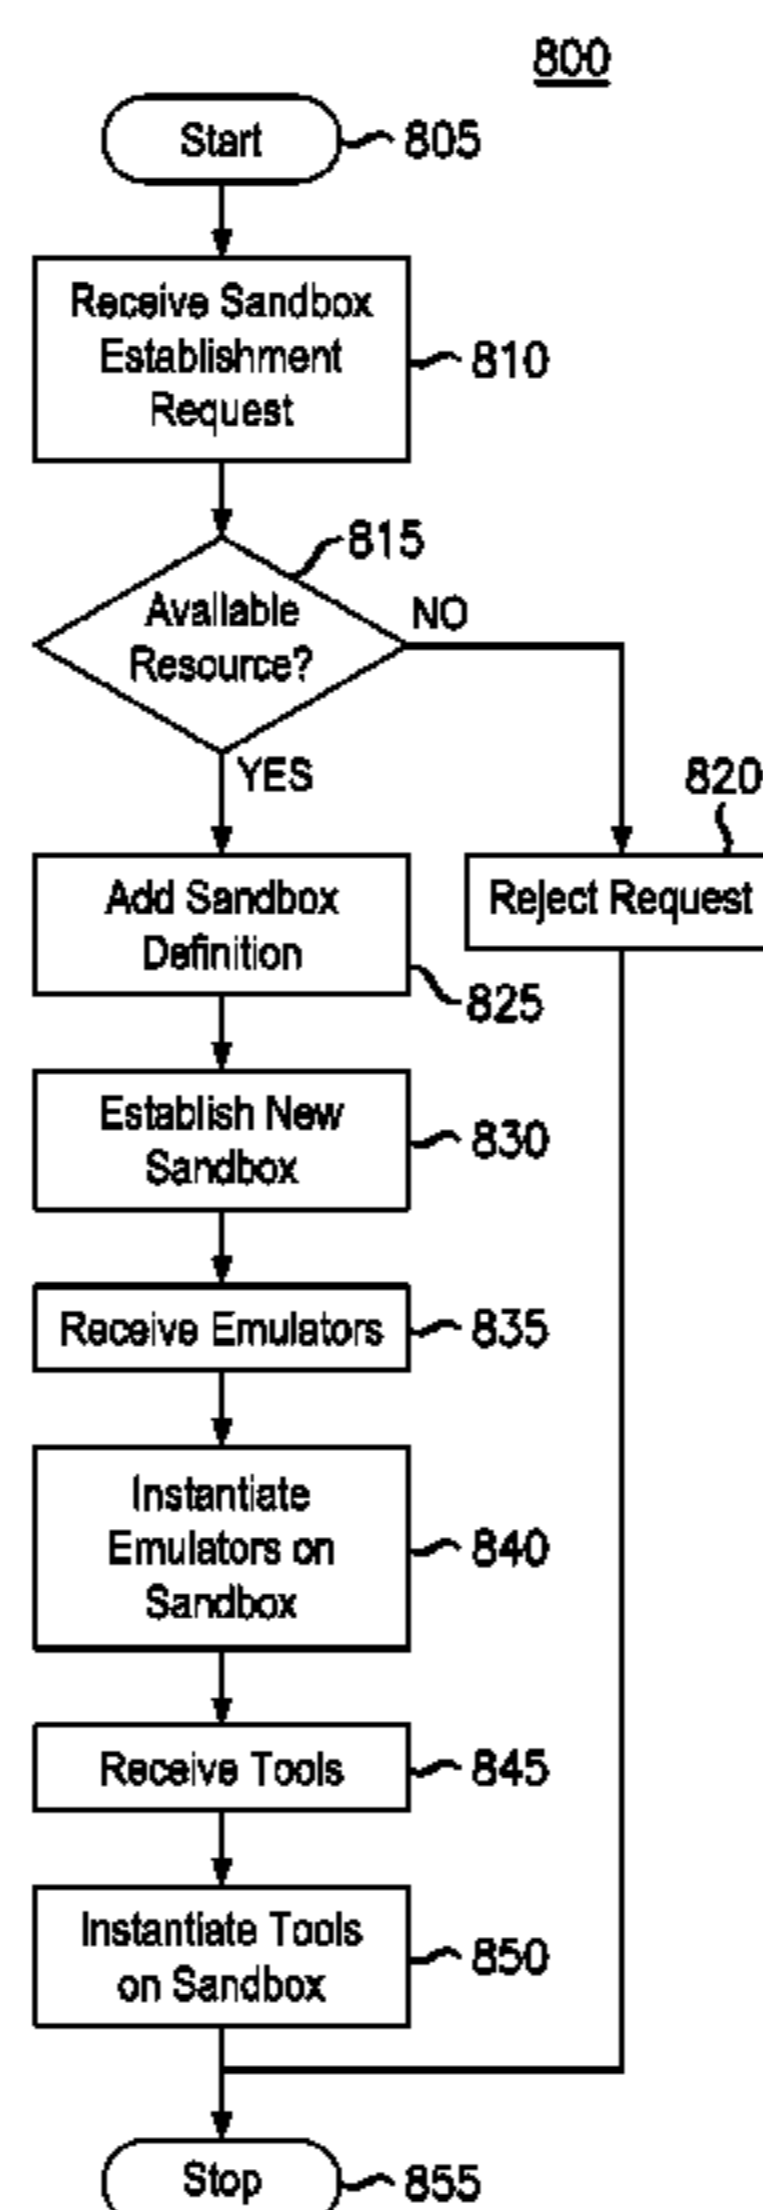 800
Start
805
Receive Sandbox
Establishment
Request
810
815
Available
Resource?
NO
YES
820
Add Sandbox
Definition
825
Reject Request
Establish New
Sandbox
830
Receive Emulators
835
Instantiate
Emulators on
Sandbox
840
Receive Tools
845
Instantiate Tools
on Sandbox
850
Stop
855